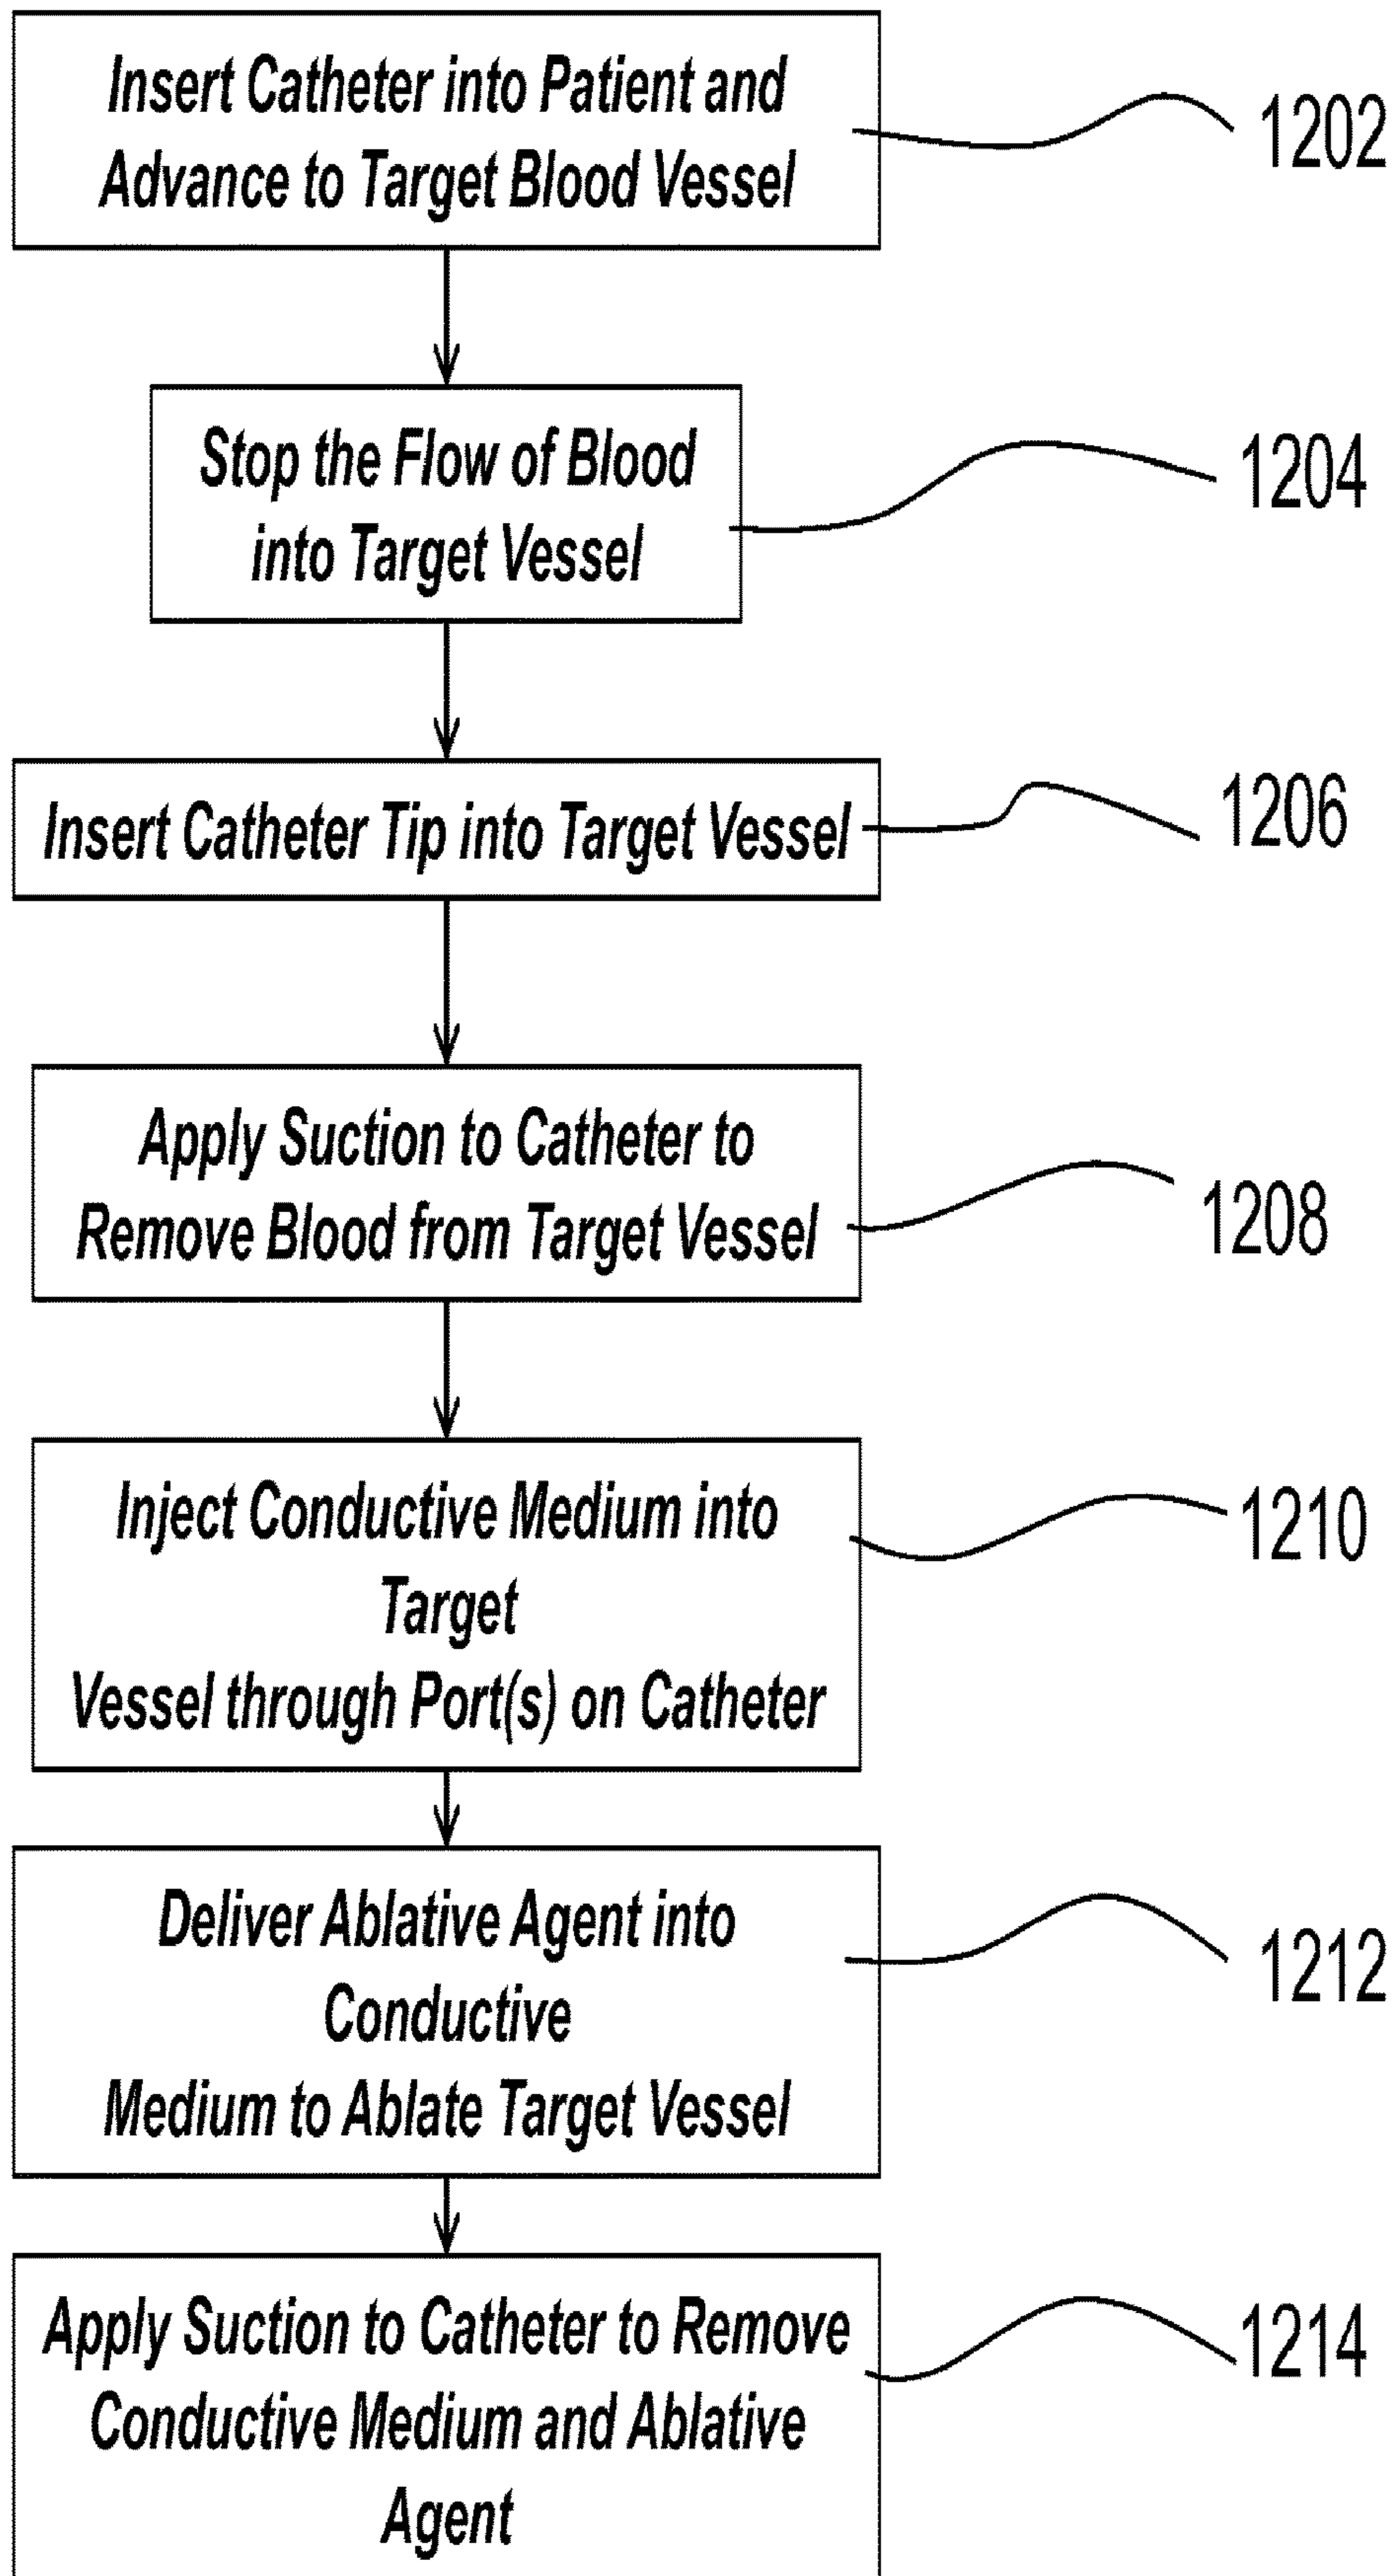 Insert Catheter into Patient and
Advance to Target Blood Vessel
1202
Stop the Flow of Blood
into Target Vessel
1204
Insert Catheter Tip into Target Vessel
1206
Apply Suction to Catheter to
Remove Blood from Target Vessel
1208
Inject Conductive Medium into
Target
Vessel through Port(s) on Catheter
1210
Deliver Ablative Agent into
Conductive
Medium to Ablate Target Vessel
1212
Apply Suction to Catheter to Remove
Conductive Medium and Ablative
Agent
1214